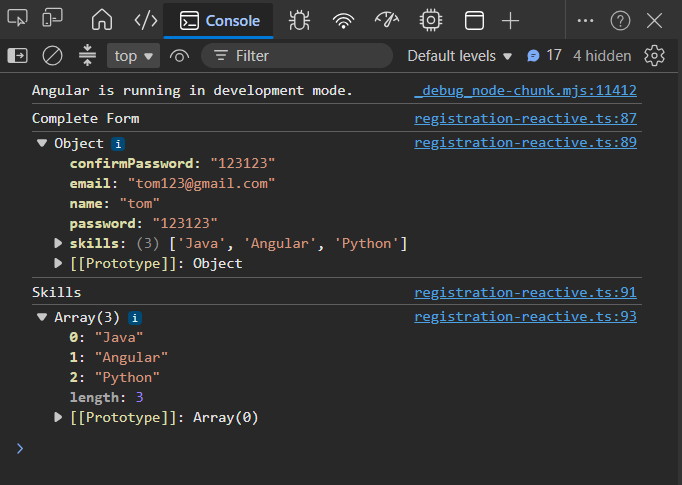 Console
top Filter Default levels 17 4 hidden
Angular is running in development mode. _debug_node-chunk.mjs:11412
Complete Form registration-reactive.ts:87
Object i registration-reactive.ts:89
confirmPassword: "123123"
email: "tom123@gmail.com"
name: "tom"
password: "123123"
skills: (3) ['Java', 'Angular', 'Python']
[[Prototype]]: Object
Skills registration-reactive.ts:91
Array(3) i registration-reactive.ts:93
0: "Java"
1: "Angular"
2: "Python"
length: 3
[[Prototype]]: Array(0)